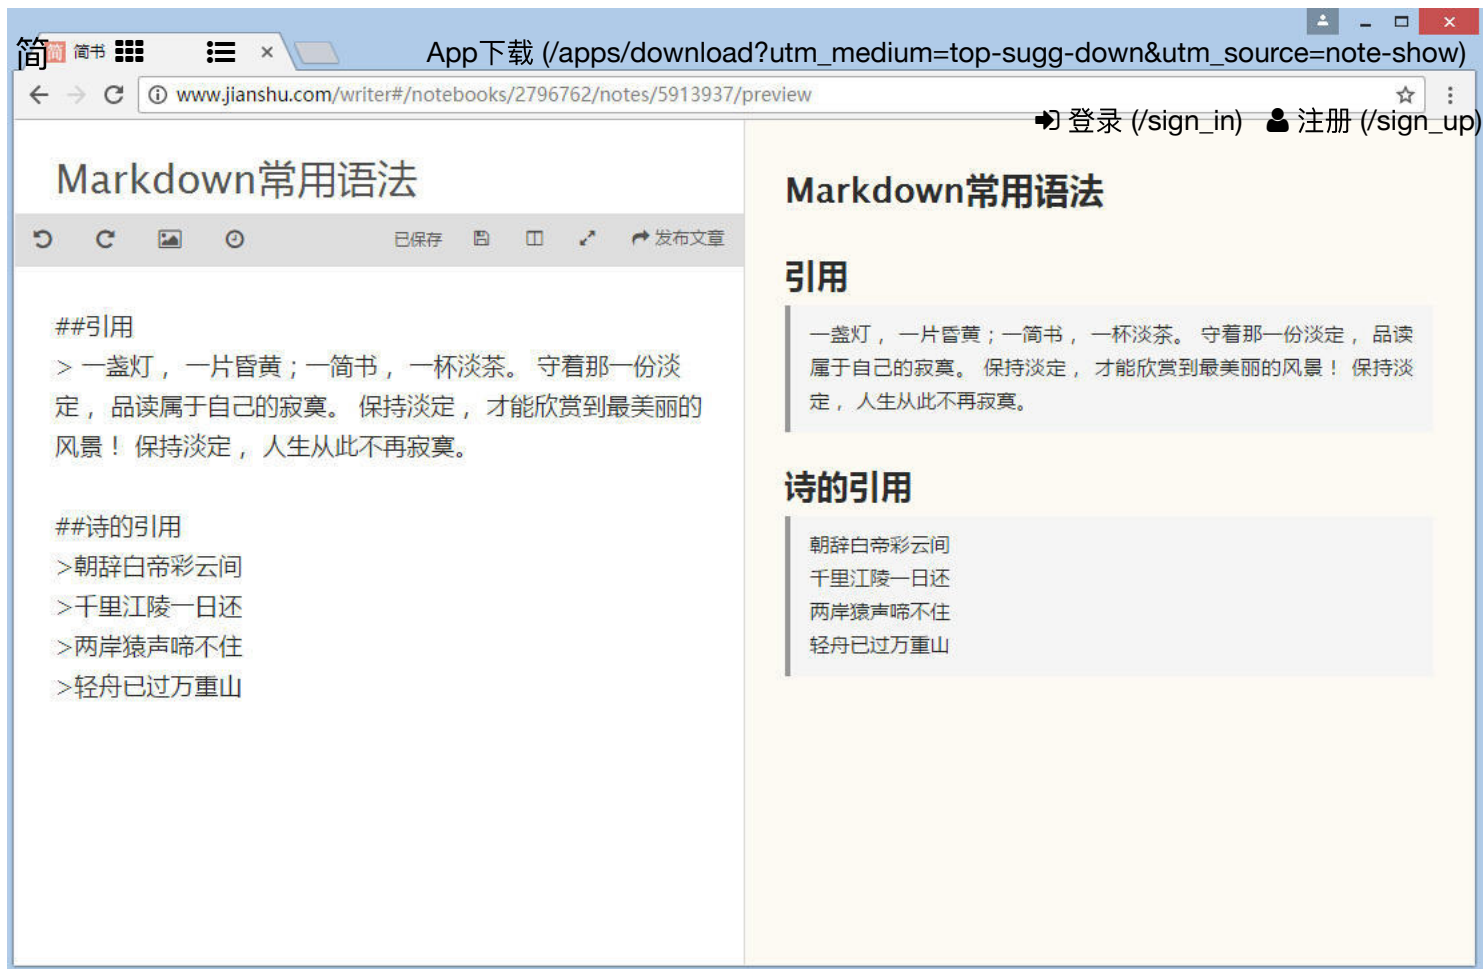 简 简 简书
App下载 (/apps/download?utm_medium=top-sugg-down&utm_source=note-show)
www.jianshu.com/writer#/notebooks/2796762/notes/5913937/preview
登录 (/sign_in) 注册 (/sign_up)
Markdown常用语法
已保存 发布文章
##引用
> 一盏灯， 一片昏黄；一简书， 一杯淡茶。 守着那一份淡
定， 品读属于自己的寂寞。 保持淡定， 才能欣赏到最美丽的
风景！ 保持淡定， 人生从此不再寂寞。
##诗的引用
>朝辞白帝彩云间
>千里江陵一日还
>两岸猿声啼不住
>轻舟已过万重山
Markdown常用语法
引用
一盏灯， 一片昏黄；一简书， 一杯淡茶。 守着那一份淡定， 品读
属于自己的寂寞。 保持淡定， 才能欣赏到最美丽的风景！ 保持淡
定， 人生从此不再寂寞。
诗的引用
朝辞白帝彩云间
千里江陵一日还
两岸猿声啼不住
轻舟已过万重山